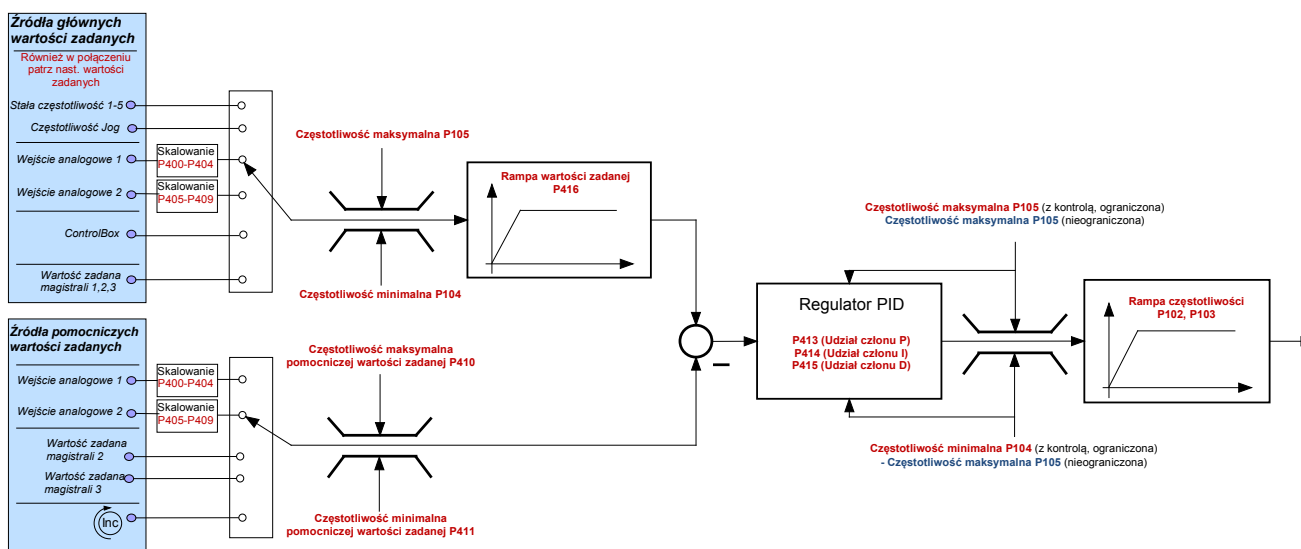 Źródła głównych
wartości zadanych
Również w połączeniu
patrz nast. wartości
zadanych
Stała częstotliwość 1-5
Częstotliwość Jog
Wejście analogowe 1
Skalowanie
P400-P404
Wejście analogowe 2
Skalowanie
P405-P409
ControlBox
Wartość zadana
magistrali 1,2,3
Częstotliwość maksymalna P105
Częstotliwość minimalna P104
Rampa wartości zadanej
P416
Źródła pomocniczych
wartości zadanych
Wejście analogowe 1
Skalowanie
P400-P404
Wejście analogowe 2
Skalowanie
P405-P409
Wartość zadana
magistrali 2
Wartość zadana
magistrali 3
Inc
Częstotliwość maksymalna
pomocniczej wartości zadanej P410
Częstotliwość minimalna
pomocniczej wartości zadanej P411
–
Regulator PID
P413 (Udział członu P)
P414 (Udział członu I)
P415 (Udział członu D)
Częstotliwość maksymalna P105 (z kontrolą, ograniczona)
Częstotliwość maksymalna P105 (nieograniczona)
Częstotliwość minimalna P104 (z kontrolą, ograniczona)
- Częstotliwość maksymalna P105 (nieograniczona)
Rampa częstotliwości
P102, P103